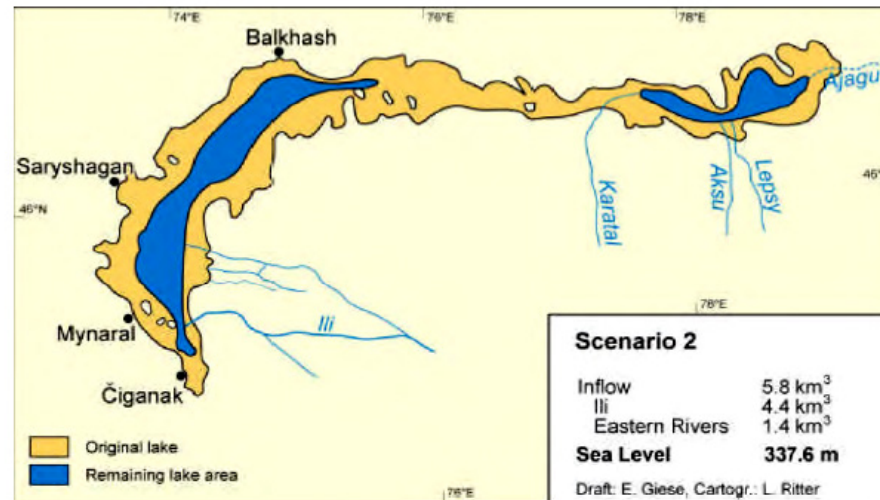 74°E
76°E
78°E
Balkhash
Ajagu
Saryshagan
46°N
46°
Karatal
Aksu
Lepsy
78°E
Ili
Mynaral
Čiganak
Scenario 2
Inflow 5.8 km³
Ili 4.4 km³
Eastern Rivers 1.4 km³
Sea Level 337.6 m
Original lake
Remaining lake area
76°E
Draft: E. Giese, Cartogr.: L. Ritter